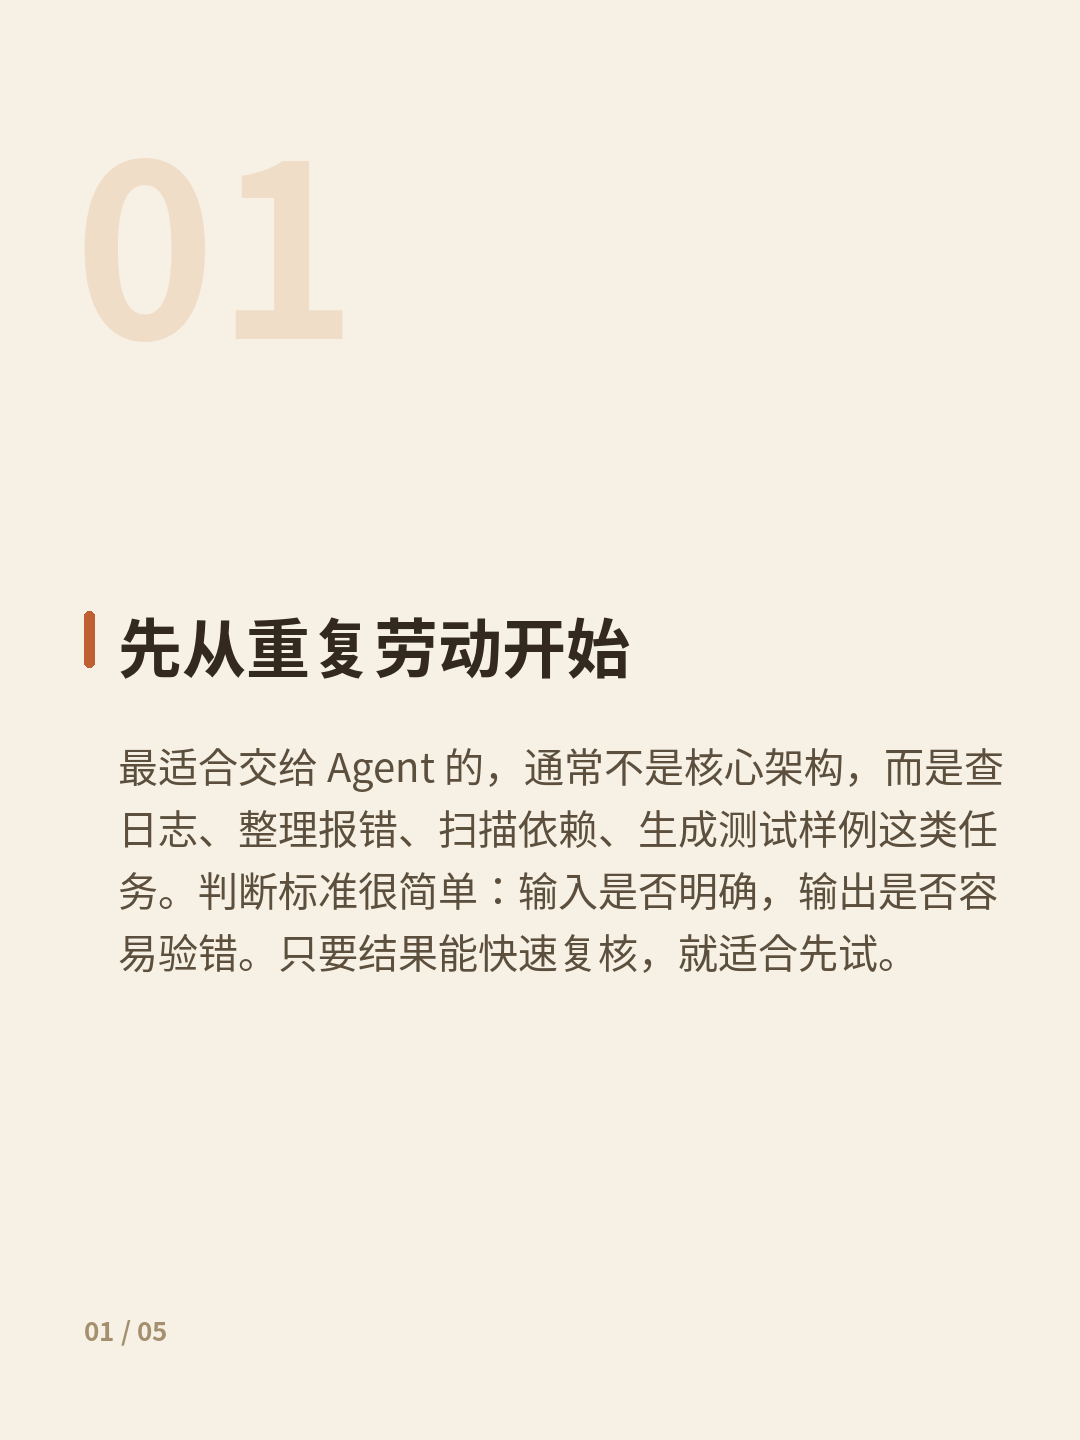 01
先从重复劳动开始
最适合交给 Agent 的，通常不是核心架构，而是查
日志、整理报错、扫描依赖、生成测试样例这类任
务。判断标准很简单：输入是否明确，输出是否容
易验错。只要结果能快速复核，就适合先试。
01 / 05